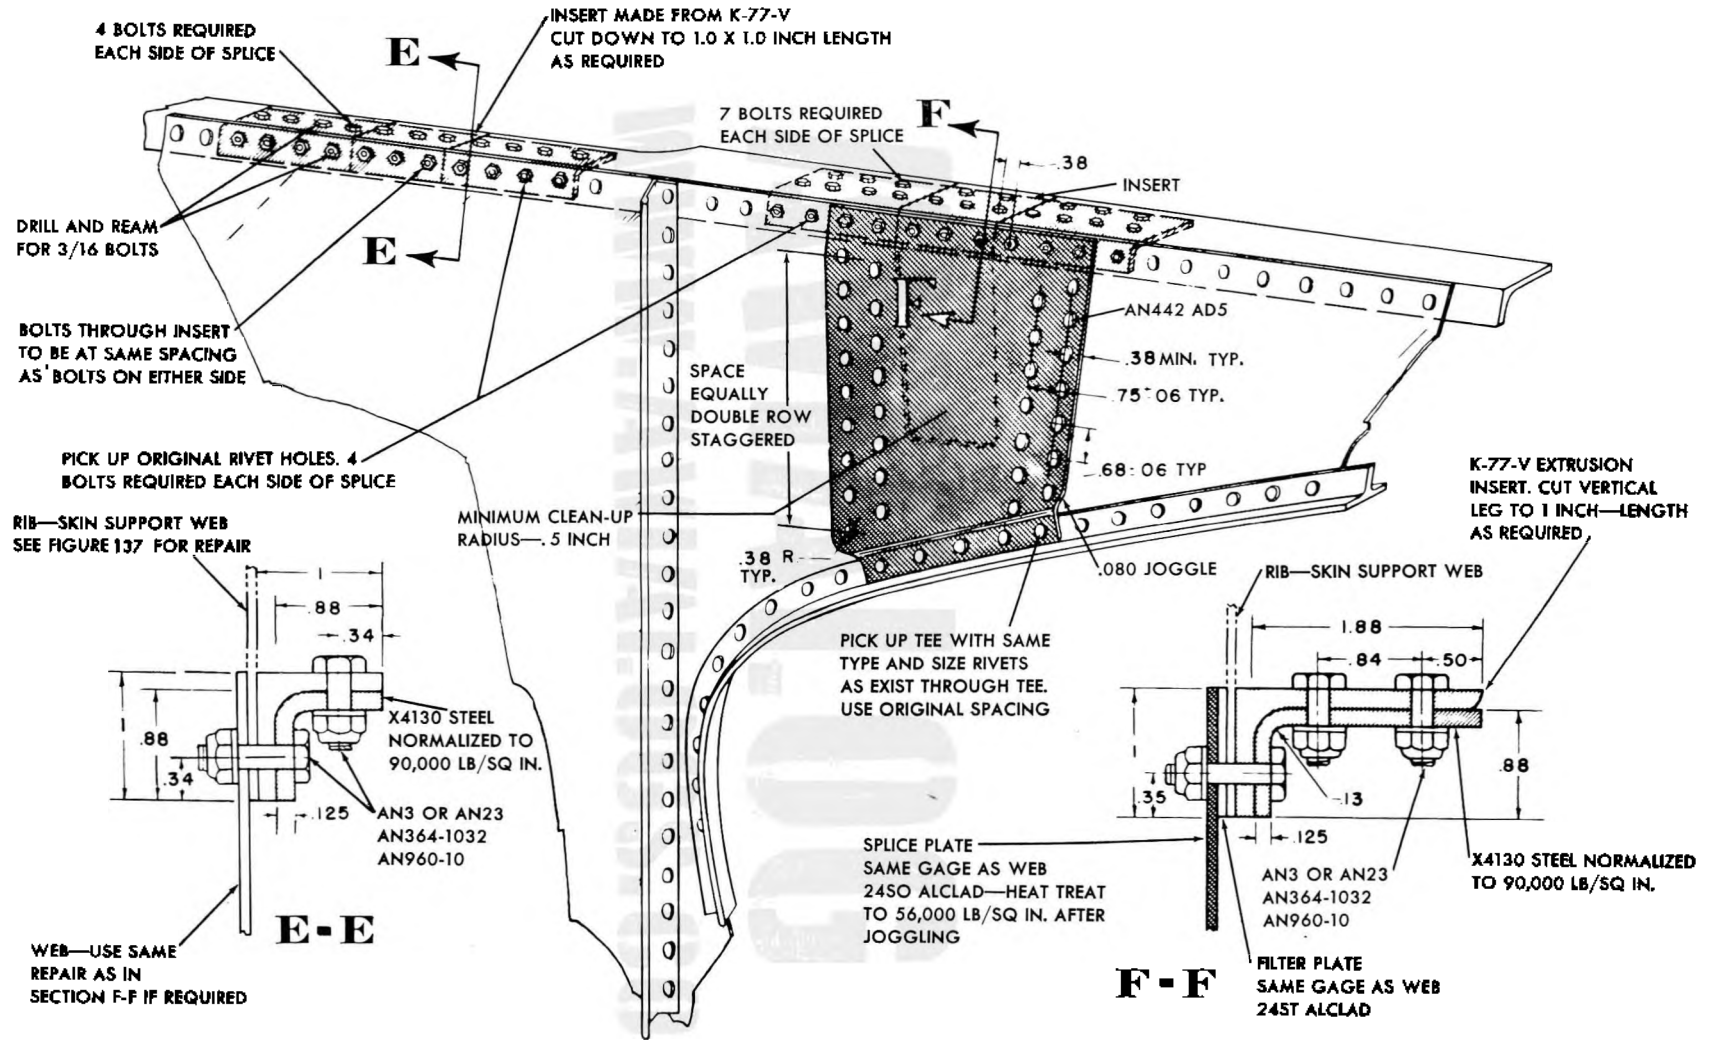 4 BOLTS REQUIRED
EACH SIDE OF SPLICE
E
INSERT MADE FROM K-77-V
CUT DOWN TO 1.0 X 1.0 INCH LENGTH
AS REQUIRED
7 BOLTS REQUIRED
EACH SIDE OF SPLICE
F
.38
INSERT
DRILL AND REAM
FOR 3/16 BOLTS
E
BOLTS THROUGH INSERT
TO BE AT SAME SPACING
AS BOLTS ON EITHER SIDE
F
AN442 AD5
.38 MIN. TYP.
.75 .06 TYP.
.68 .06 TYP
SPACE
EQUALLY
DOUBLE ROW
STAGGERED
PICK UP ORIGINAL RIVET HOLES. 4
BOLTS REQUIRED EACH SIDE OF SPLICE
MINIMUM CLEAN-UP
RADIUS—.5 INCH
.38 R
TYP.
.080 JOGGLE
K-77-V EXTRUSION
INSERT. CUT VERTICAL
LEG TO 1 INCH—LENGTH
AS REQUIRED
RIB—SKIN SUPPORT WEB
SEE FIGURE 137 FOR REPAIR
1
.88
.34
1
.88
.34
.125
X4130 STEEL
NORMALIZED TO
90,000 LB/SQ IN.
AN3 OR AN23
AN364-1032
AN960-10
WEB—USE SAME
REPAIR AS IN
SECTION F-F IF REQUIRED
E-E
PICK UP TEE WITH SAME
TYPE AND SIZE RIVETS
AS EXIST THROUGH TEE.
USE ORIGINAL SPACING
RIB—SKIN SUPPORT WEB
1.88
.84
.50
1
.35
.13
.88
.125
SPLICE PLATE
SAME GAGE AS WEB
24SO ALCLAD—HEAT TREAT
TO 56,000 LB/SQ IN. AFTER
JOGGLING
AN3 OR AN23
AN364-1032
AN960-10
X4130 STEEL NORMALIZED
TO 90,000 LB/SQ IN.
F-F
FILTER PLATE
SAME GAGE AS WEB
24ST ALCLAD